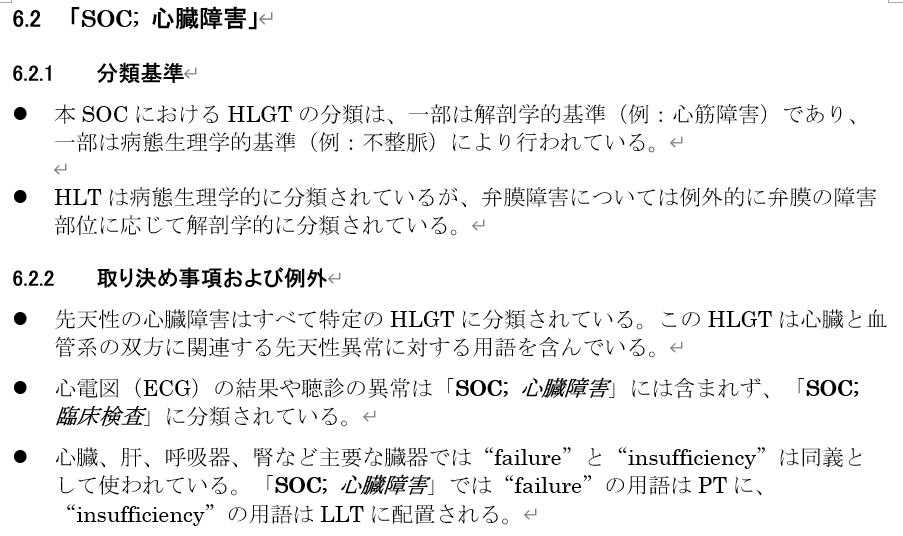 6.2 「SOC; 心臓障害」
6.2.1 分類基準
● 本 SOC における HLGT の分類は、一部は解剖学的基準（例：心筋障害）であり、
一部は病態生理学的基準（例：不整脈）により行われている。
● HLT は病態生理学的に分類されているが、弁膜障害については例外的に弁膜の障害
部位に応じて解剖学的に分類されている。
6.2.2 取り決め事項および例外
● 先天性の心臓障害はすべて特定の HLGT に分類されている。この HLGT は心臓と血
管系の双方に関連する先天性異常に対する用語を含んでいる。
● 心電図（ECG）の結果や聴診の異常は「SOC; 心臓障害」には含まれず、「SOC;
臨床検査」に分類されている。
● 心臓、肝、呼吸器、腎など主要な臓器では“failure”と“insufficiency”は同義と
して使われている。「SOC; 心臓障害」では“failure”の用語は PT に、
“insufficiency”の用語は LLT に配置される。